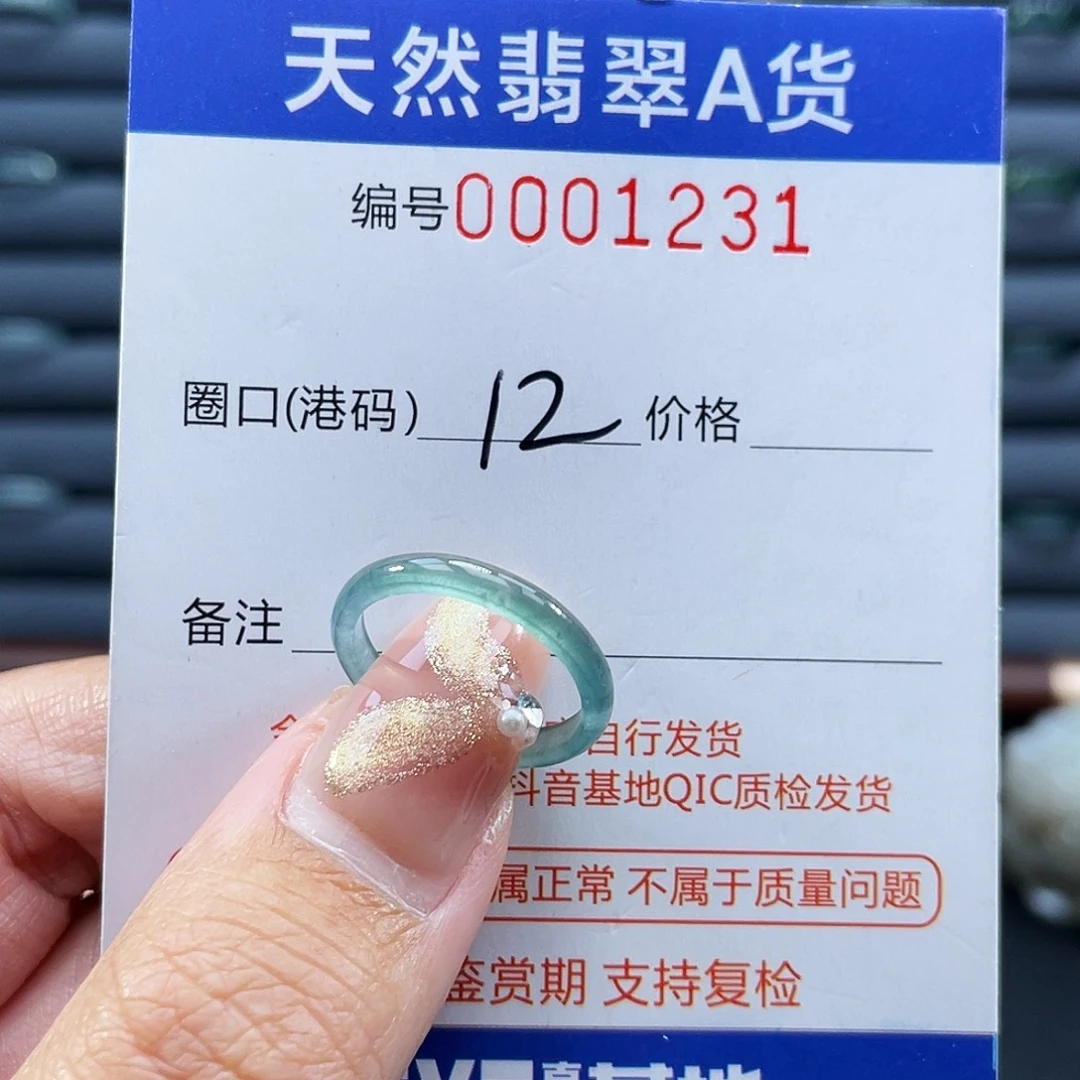 天然翡翠A货
编号0001231
圈口(港码) 12 价格
备注
自行发货
抖音基地QIC质检发货
属正常 不属于质量问题
鉴赏期 支持复检
基地